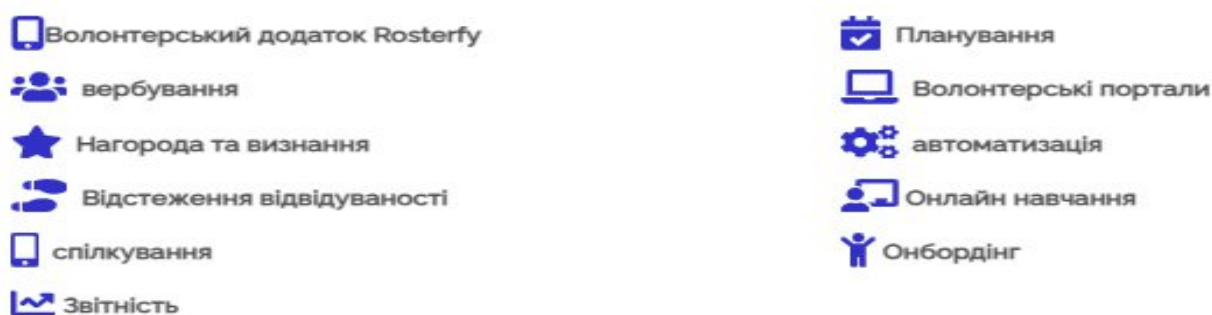 Волонтерський додаток Rosterfy
вербування
Нагорода та визнання
Відстеження відвідуваності
спілкування
Звітність
Планування
Волонтерські портали
автоматизація
Онлайн навчання
Онбордінг